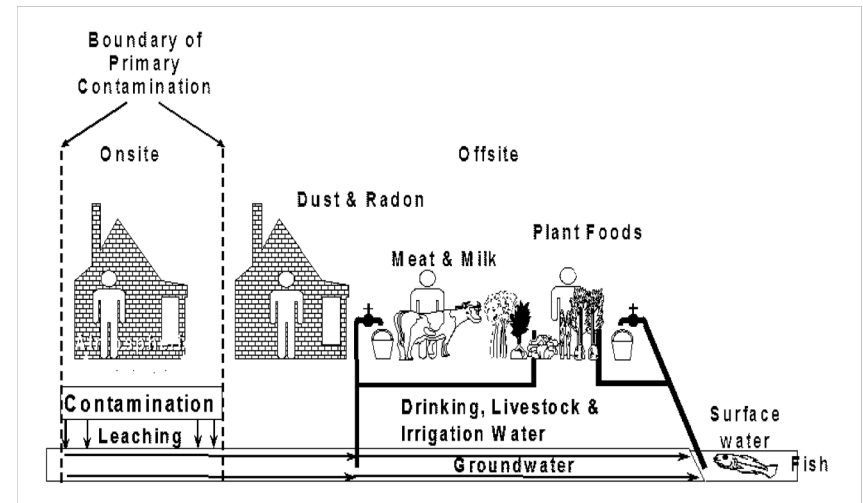 Boundary of
Primary
Contamination
Onsite
Offsite
Dust & Radon
Plant Foods
Meat & Milk
Contamination
Leaching
Drinking, Livestock &
Irrigation Water
Groundwater
Surface
water
Fish